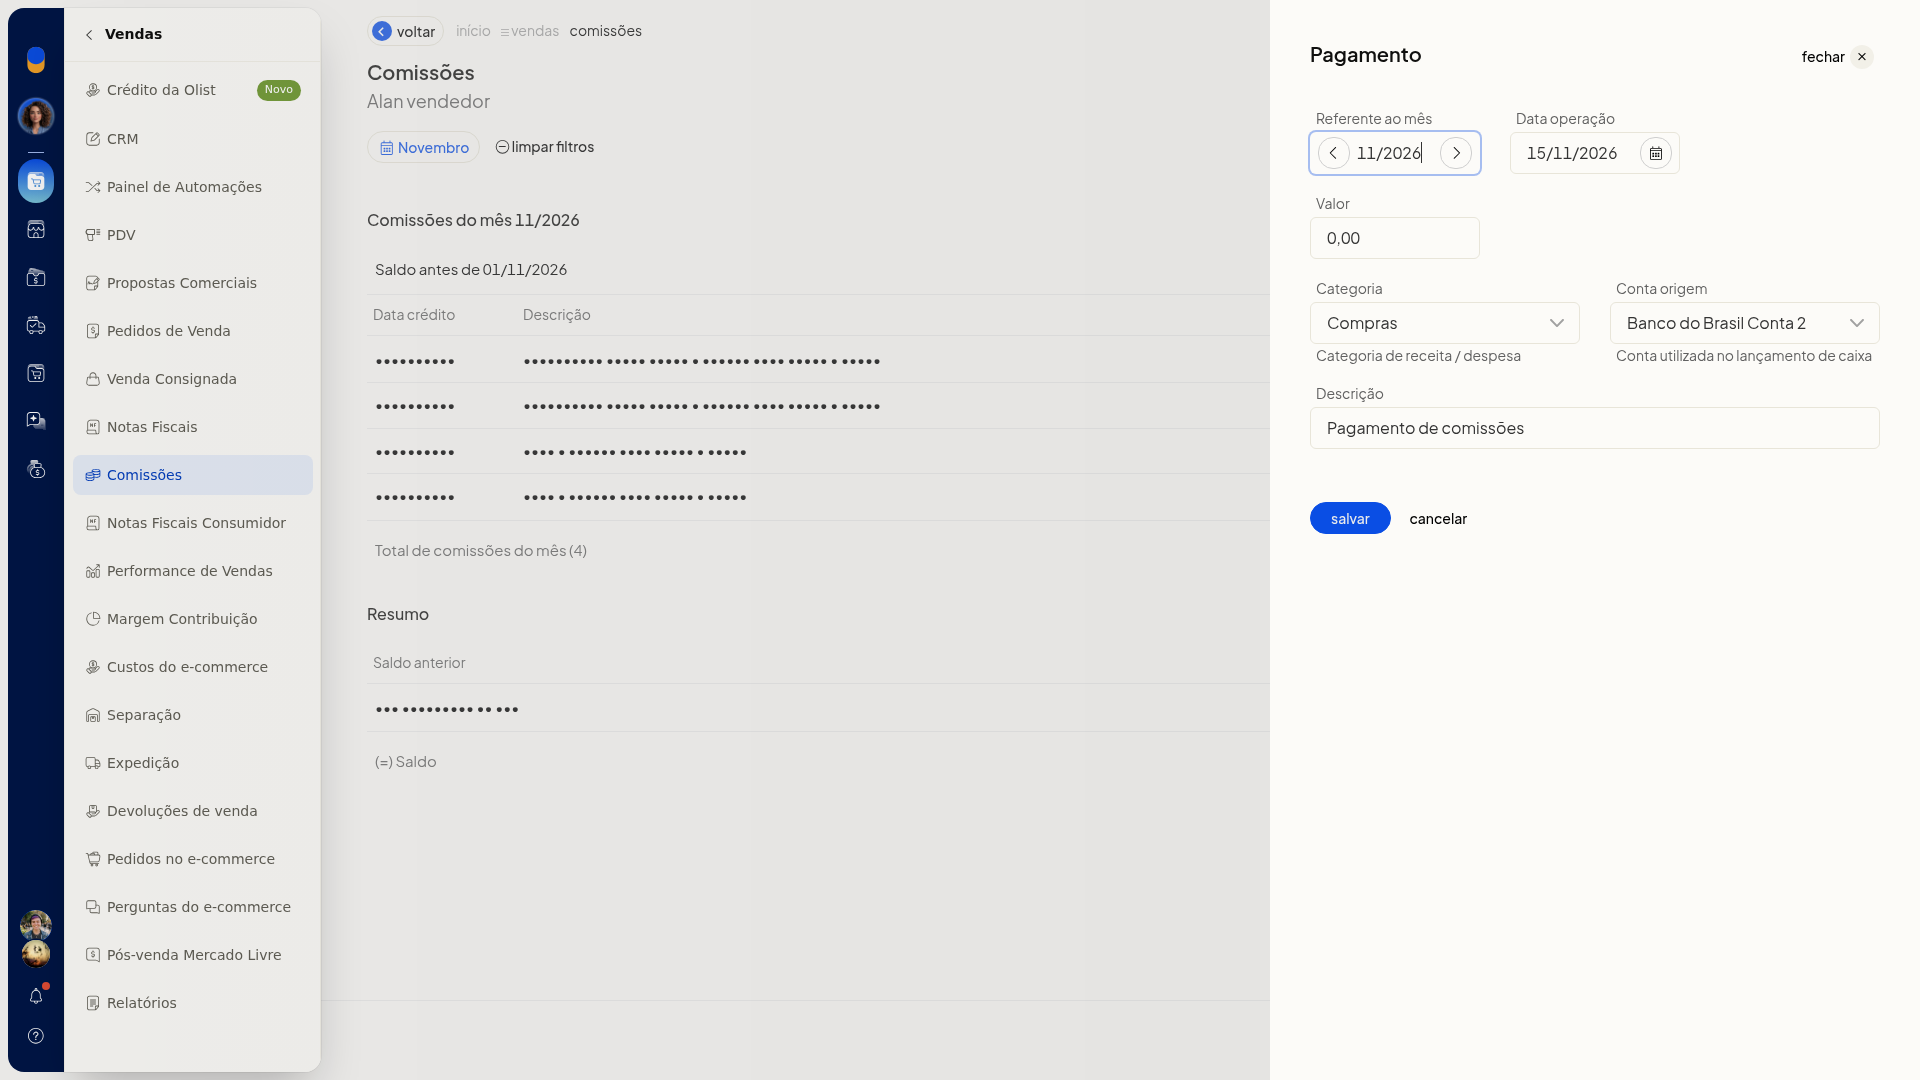 Vendas
Crédito da Olist Novo
CRM
Painel de Automações
PDV
Propostas Comerciais
Pedidos de Venda
Venda Consignada
Notas Fiscais
Comissões
Notas Fiscais Consumidor
Performance de Vendas
Margem Contribuição
Custos do e-commerce
Separação
Expedição
Devoluções de venda
Pedidos no e-commerce
Perguntas do e-commerce
Pós-venda Mercado Livre
Relatórios
voltar início vendas comissões
Comissões
Alan vendedor
Novembro limpar filtros
Comissões do mês 11/2026
Saldo antes de 01/11/2026
Data crédito Descrição
•••••••••• •••••••••• ••••• ••••• • •••••• •••• ••••• • •••••
•••••••••• •••••••••• ••••• ••••• • •••••• •••• ••••• • •••••
•••••••••• •••• • •••••• •••• ••••• • •••••
•••••••••• •••• • •••••• •••• ••••• • •••••
Total de comissões do mês (4)
Resumo
Saldo anterior
••• ••••••••• •• •••
(=) Saldo
Pagamento
fechar
Referente ao mês Data operação
11/2026 15/11/2026
Valor
0,00
Categoria Conta origem
Compras Banco do Brasil Conta 2
Categoria de receita / despesa Conta utilizada no lançamento de caixa
Descrição
Pagamento de comissões
salvar cancelar